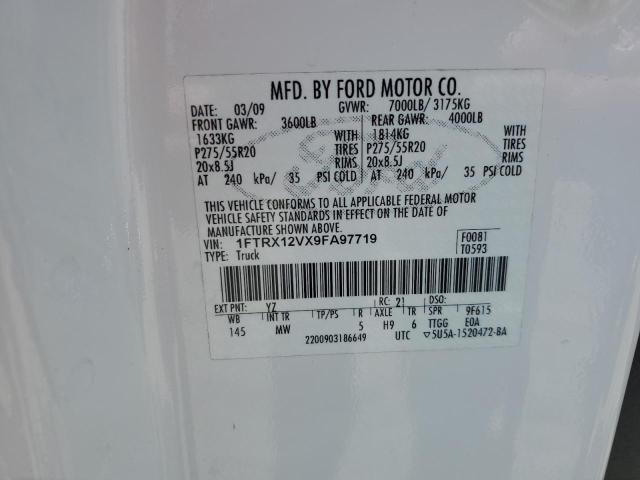 MFD. BY FORD MOTOR CO.
DATE: 03/09 GVWR: 7000LB/ 3175KG
FRONT GAWR: 3600LB REAR GAWR: 4000LB
1633KG WITH 1814KG WITH
P275/55R20 TIRES P275/55R20 TIRES
20x8.5J RIMS 20x8.5J RIMS
AT 240 kPa/ 35 PSI COLD AT 240 kPa/ 35 PSI COLD
THIS VEHICLE CONFORMS TO ALL APPLICABLE FEDERAL MOTOR
VEHICLE SAFETY STANDARDS IN EFFECT ON THE DATE OF
MANUFACTURE SHOWN ABOVE.
VIN: 1FTRX12VX9FA97719 F0081
TYPE: Truck T0593
EXT PNT: YZ RC: 21 DSO:
WB INT TR TP/PS R AXLE TR SPR 9F615
145 MW 5 H9 6 TTGG E0A
2200903186649 UTC ▽5U5A-1520472-BA
Ford